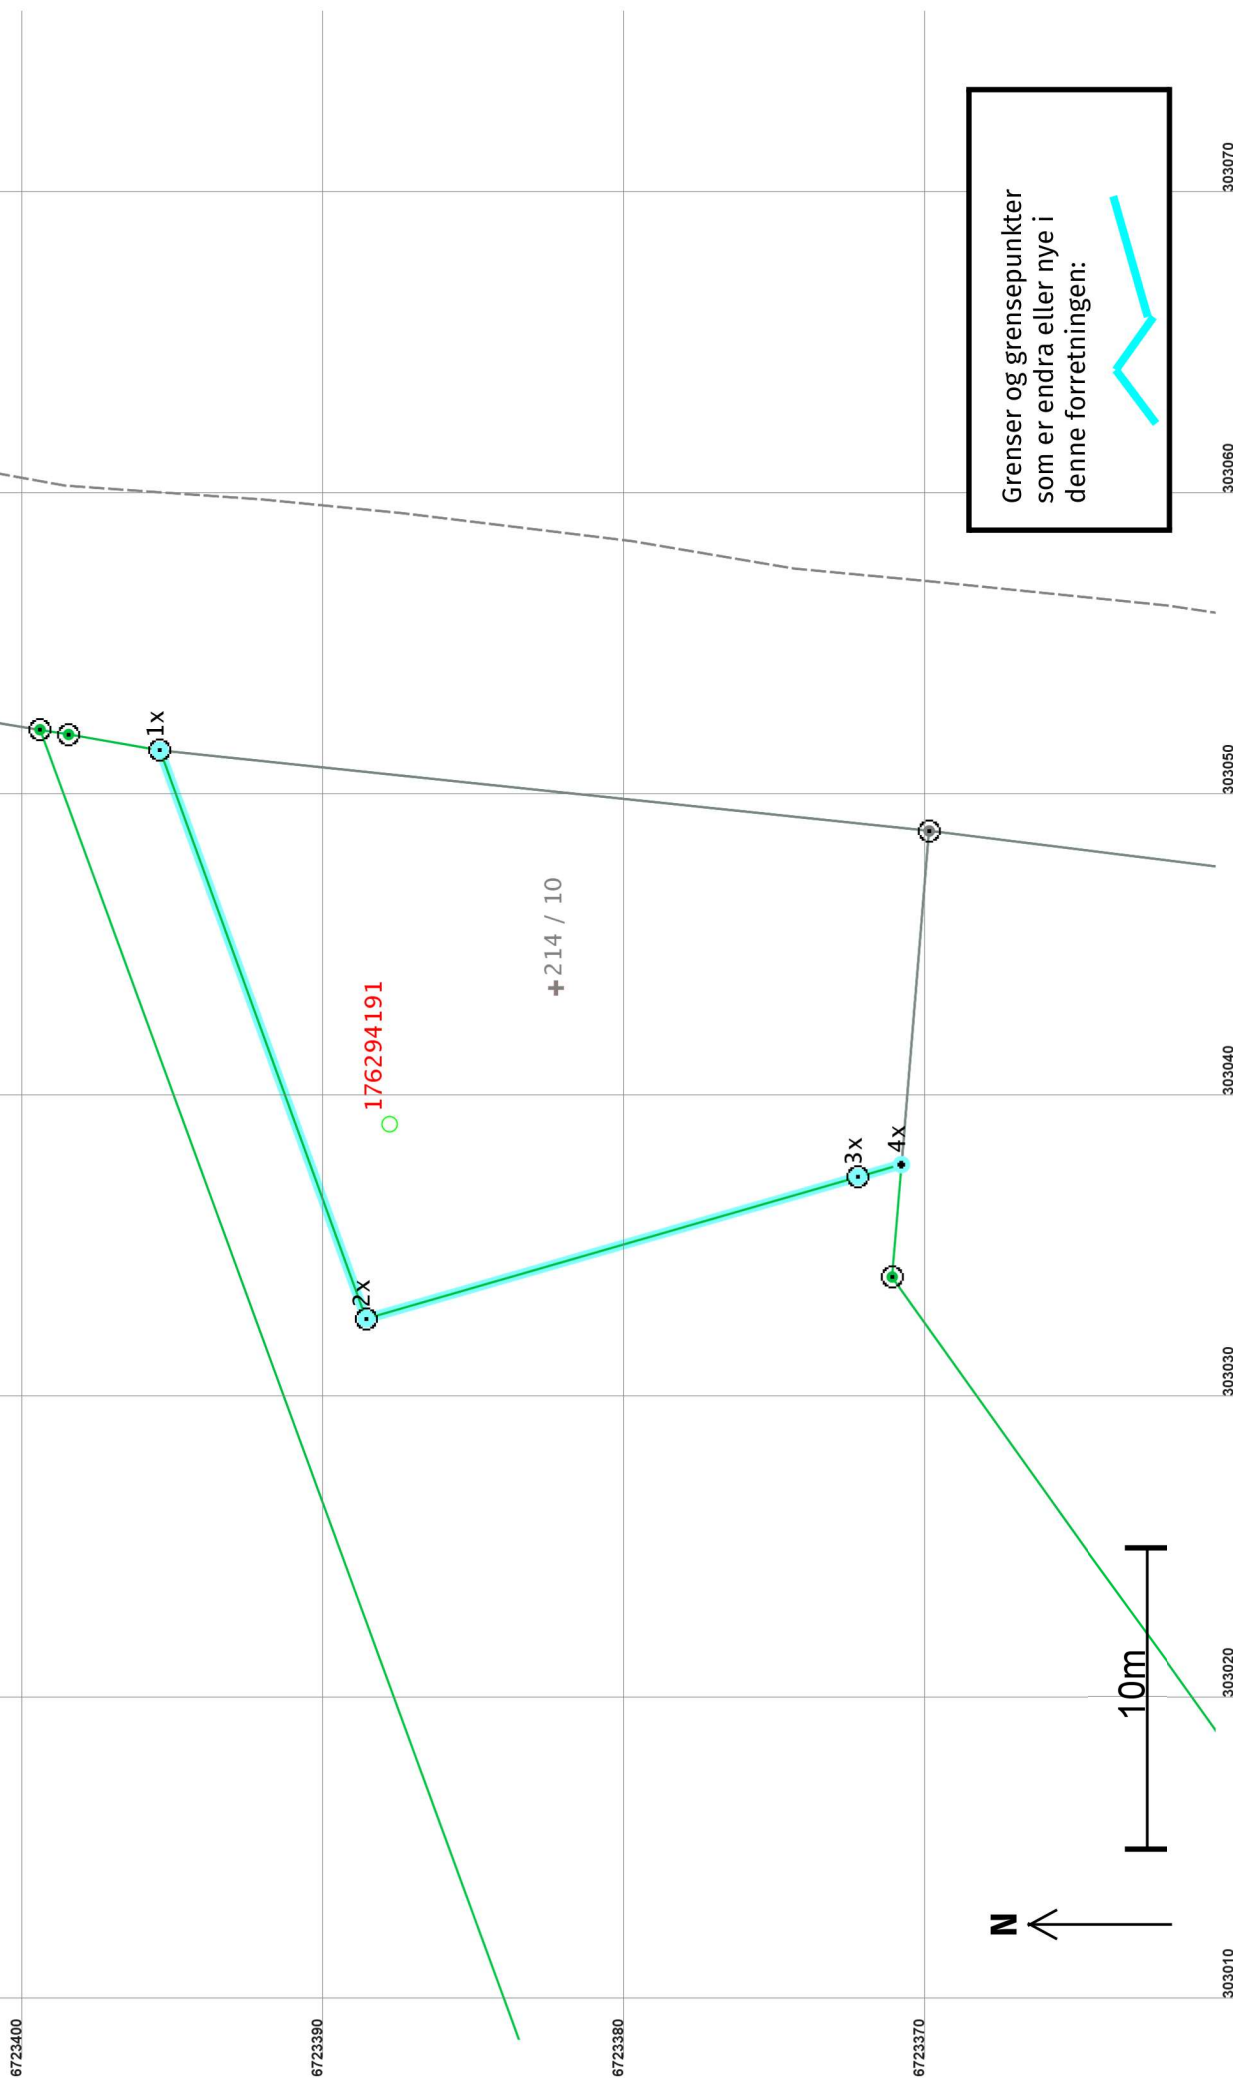 6723400
6723390
6723380
6723370
303010
303020
303030
303040
303050
303060
303070
1x
2x
3x
4x
176294191
214 / 10
N
10m
Grenser og grensepunkter
som er endra eller nye i
denne forretningen: